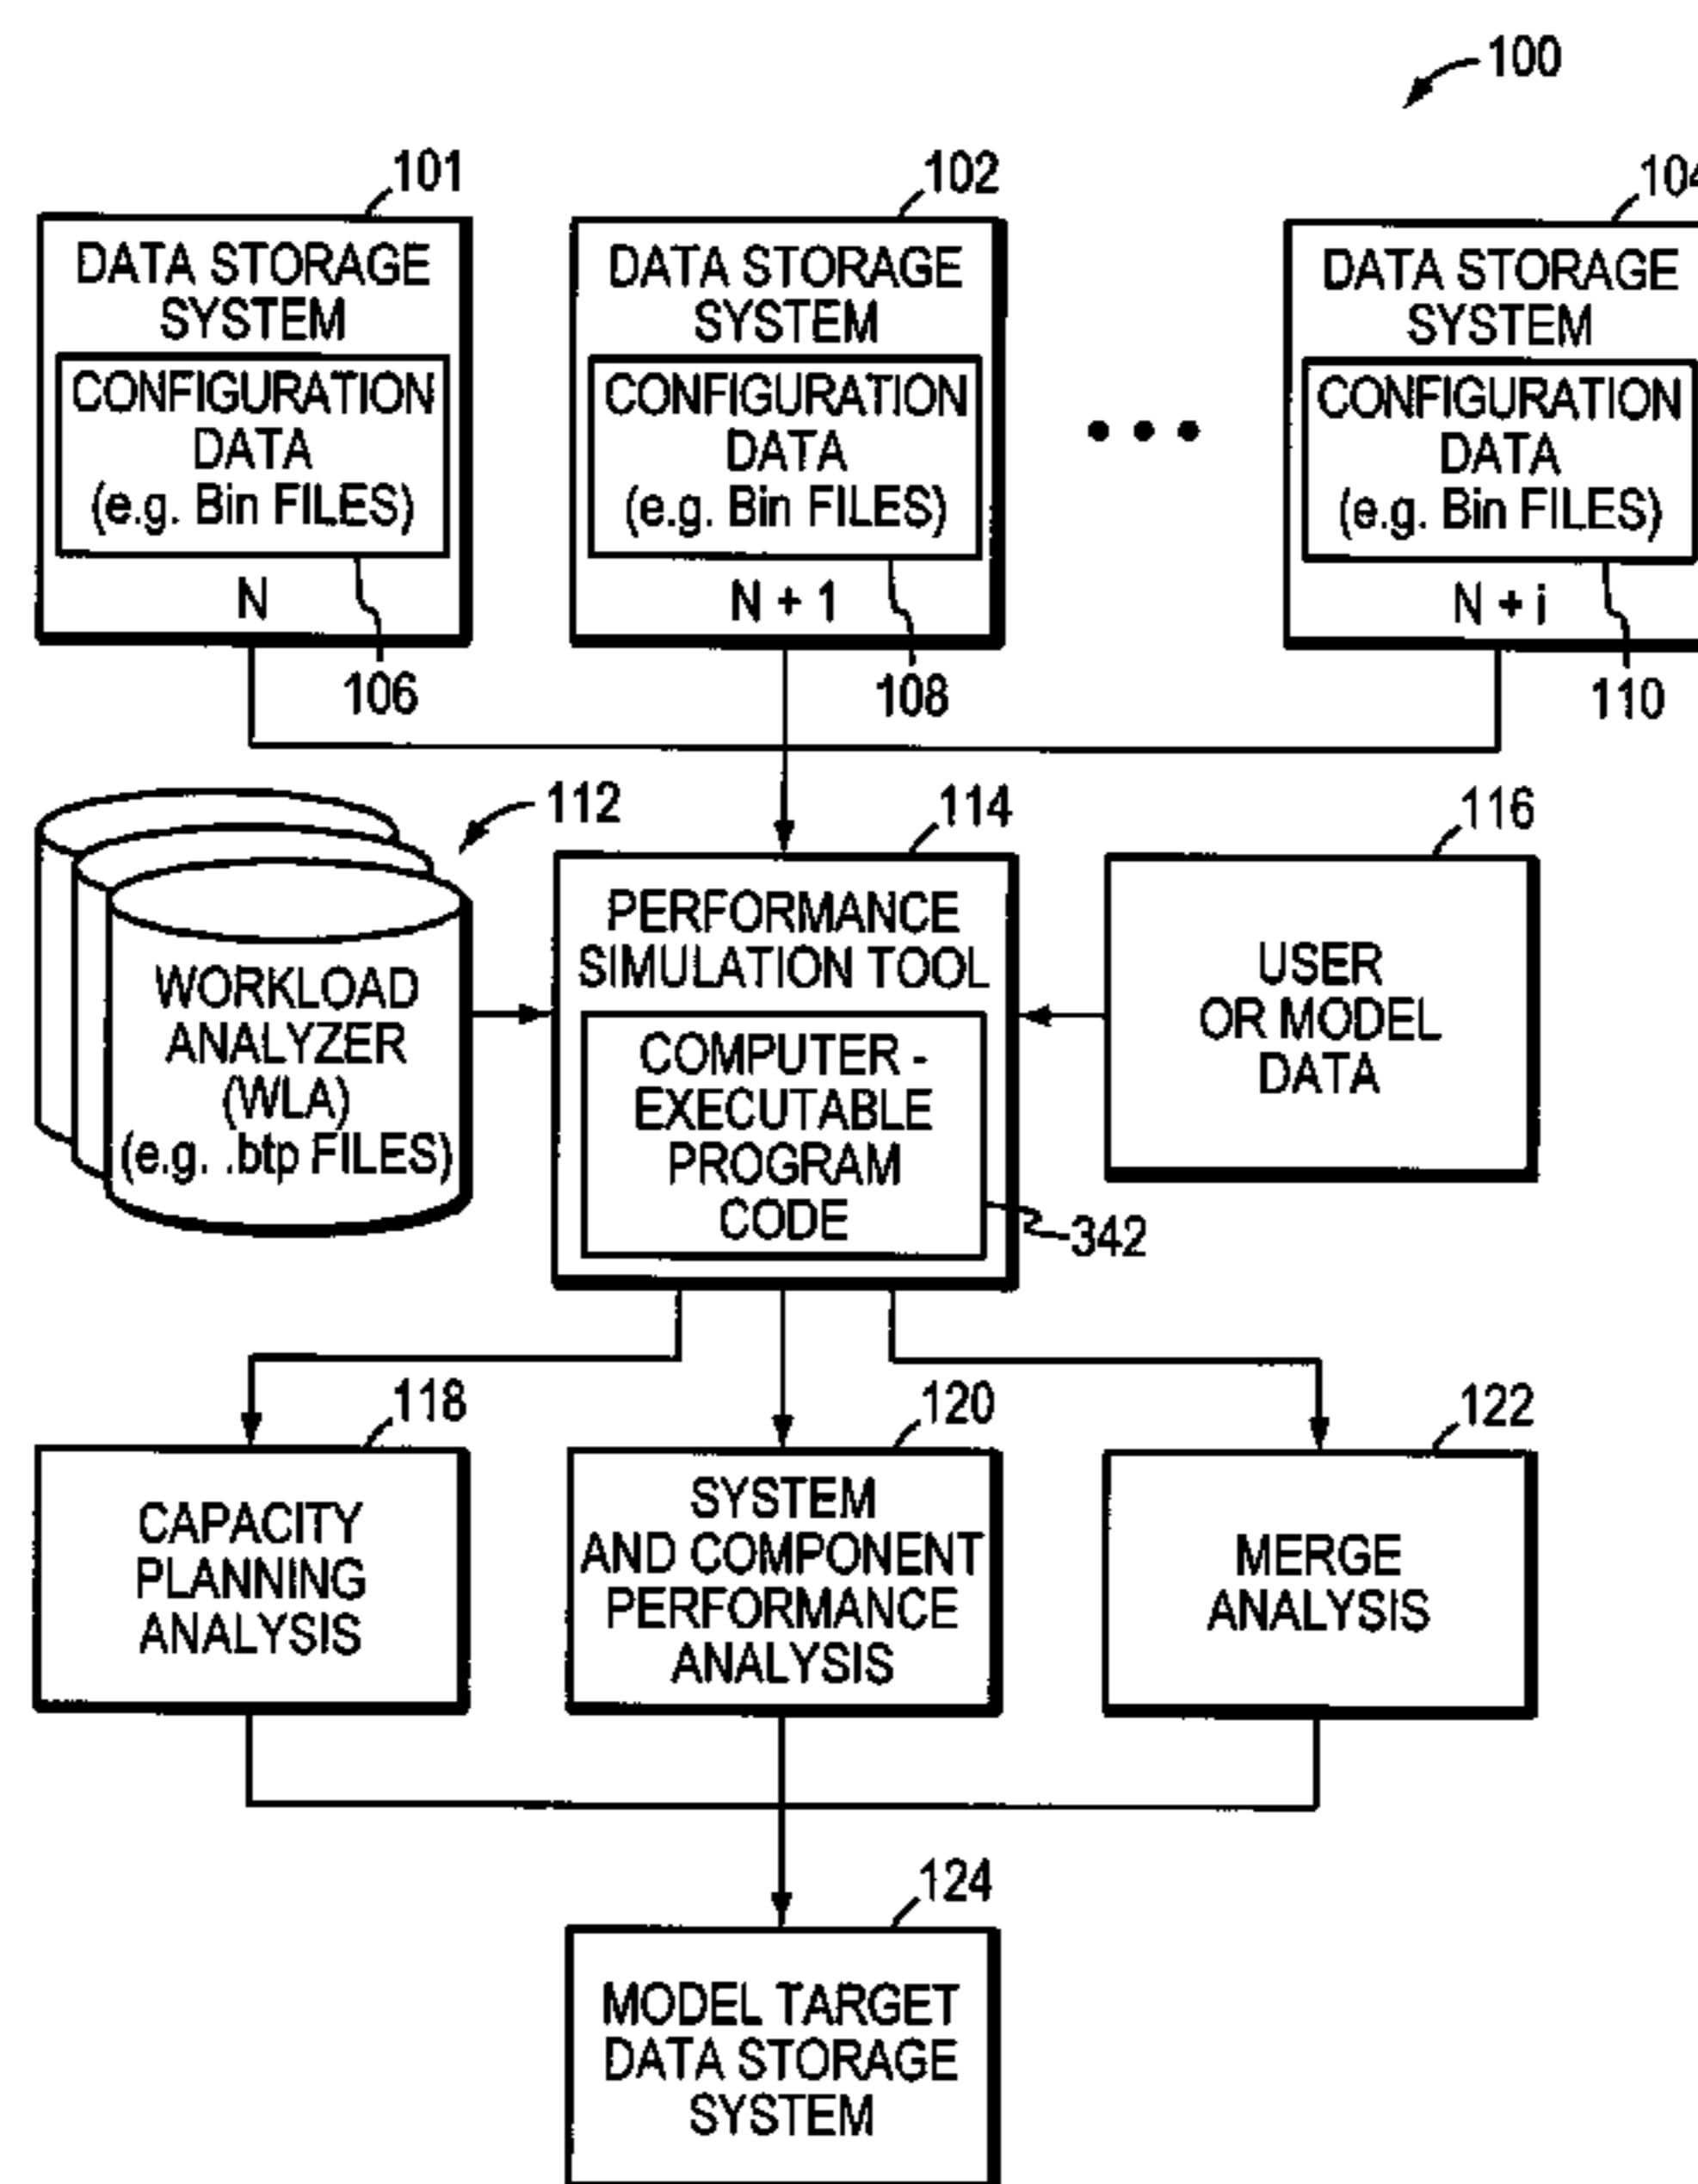 100
101
102
104
DATA STORAGE
SYSTEM
CONFIGURATION
DATA
(e.g. Bin FILES)
N
106
DATA STORAGE
SYSTEM
CONFIGURATION
DATA
(e.g. Bin FILES)
N + 1
108
• • •
DATA STORAGE
SYSTEM
CONFIGURATION
DATA
(e.g. Bin FILES)
N + i
110
112
WORKLOAD
ANALYZER
(WLA)
(e.g. .btp FILES)
114
PERFORMANCE
SIMULATION TOOL
COMPUTER -
EXECUTABLE
PROGRAM
CODE
342
116
USER
OR MODEL
DATA
118
CAPACITY
PLANNING
ANALYSIS
120
SYSTEM
AND COMPONENT
PERFORMANCE
ANALYSIS
122
MERGE
ANALYSIS
124
MODEL TARGET
DATA STORAGE
SYSTEM